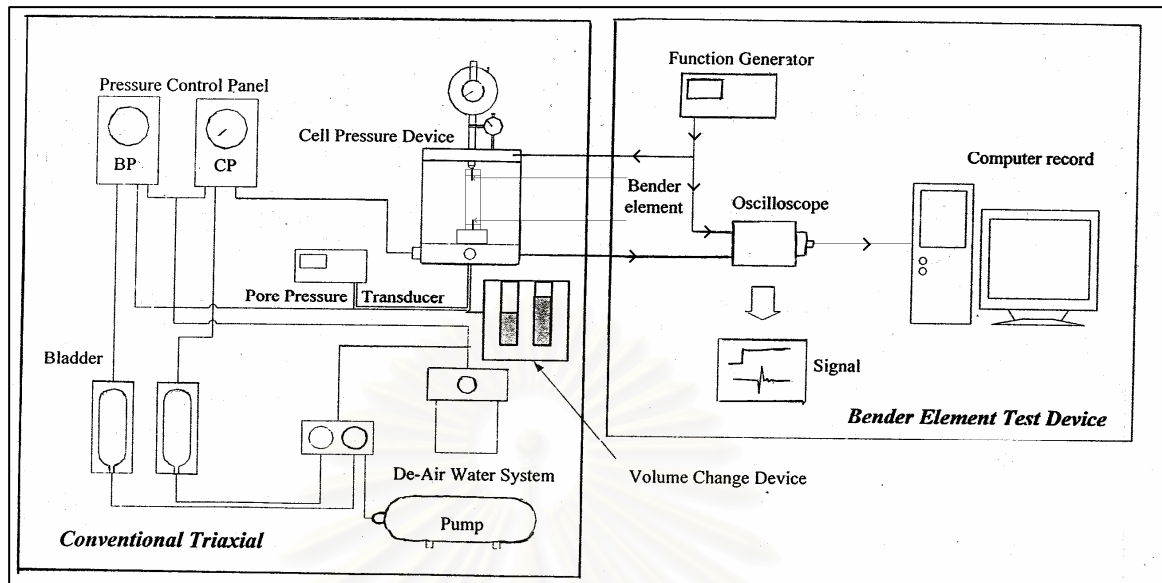 Pressure Control Panel
BP
CP
Cell Pressure Device
Pore Pressure Transducer
Bladder
De-Air Water System
Pump
Volume Change Device
Conventional Triaxial
Function Generator
Bender
element
Oscilloscope
Computer record
Signal
Bender Element Test Device